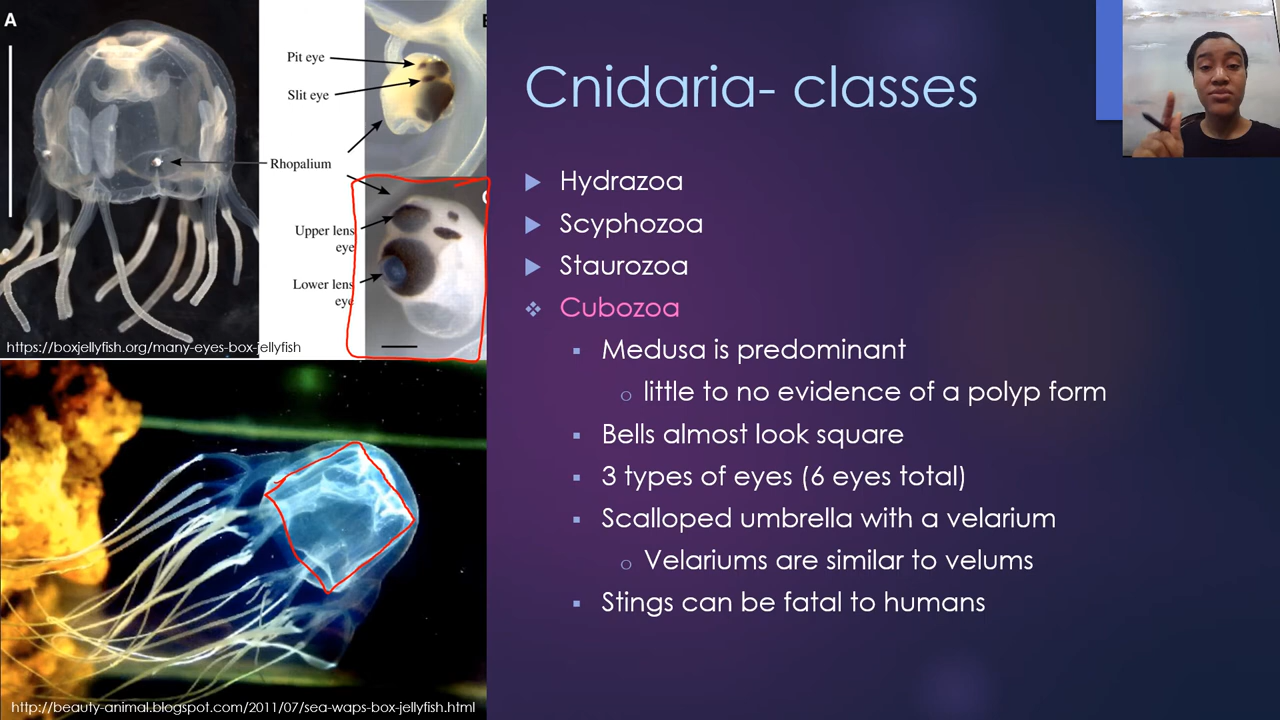 A
Pit eye
Slit eye
Rhopalium
Upper lens
eye
Lower lens
eye
https://boxjellyfish.org/many-eyes-box-jellyfish
http://beauty-animal.blogspot.com/2011/07/sea-waps-box-jellyfish.html
Cnidaria- classes
Hydrazoa
Scyphozoa
Staurozoa
Cubozoa
Medusa is predominant
little to no evidence of a polyp form
Bells almost look square
3 types of eyes (6 eyes total)
Scalloped umbrella with a velarium
Velariums are similar to velums
Stings can be fatal to humans